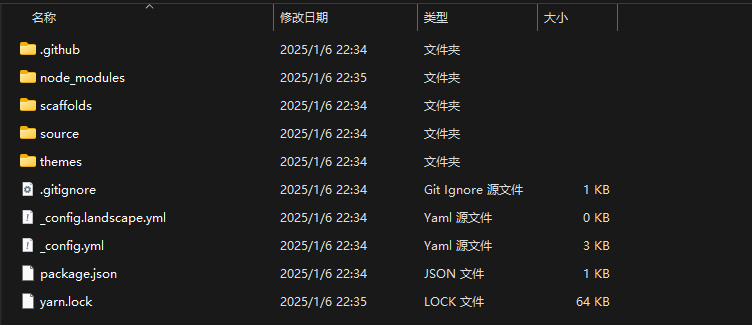 名称 修改日期 类型 大小
.github 2025/1/6 22:34 文件夹
node_modules 2025/1/6 22:35 文件夹
scaffolds 2025/1/6 22:34 文件夹
source 2025/1/6 22:34 文件夹
themes 2025/1/6 22:34 文件夹
.gitignore 2025/1/6 22:34 Git Ignore 源文件 1 KB
_config.landscape.yml 2025/1/6 22:34 Yaml 源文件 0 KB
_config.yml 2025/1/6 22:34 Yaml 源文件 3 KB
package.json 2025/1/6 22:34 JSON 文件 1 KB
yarn.lock 2025/1/6 22:35 LOCK 文件 64 KB